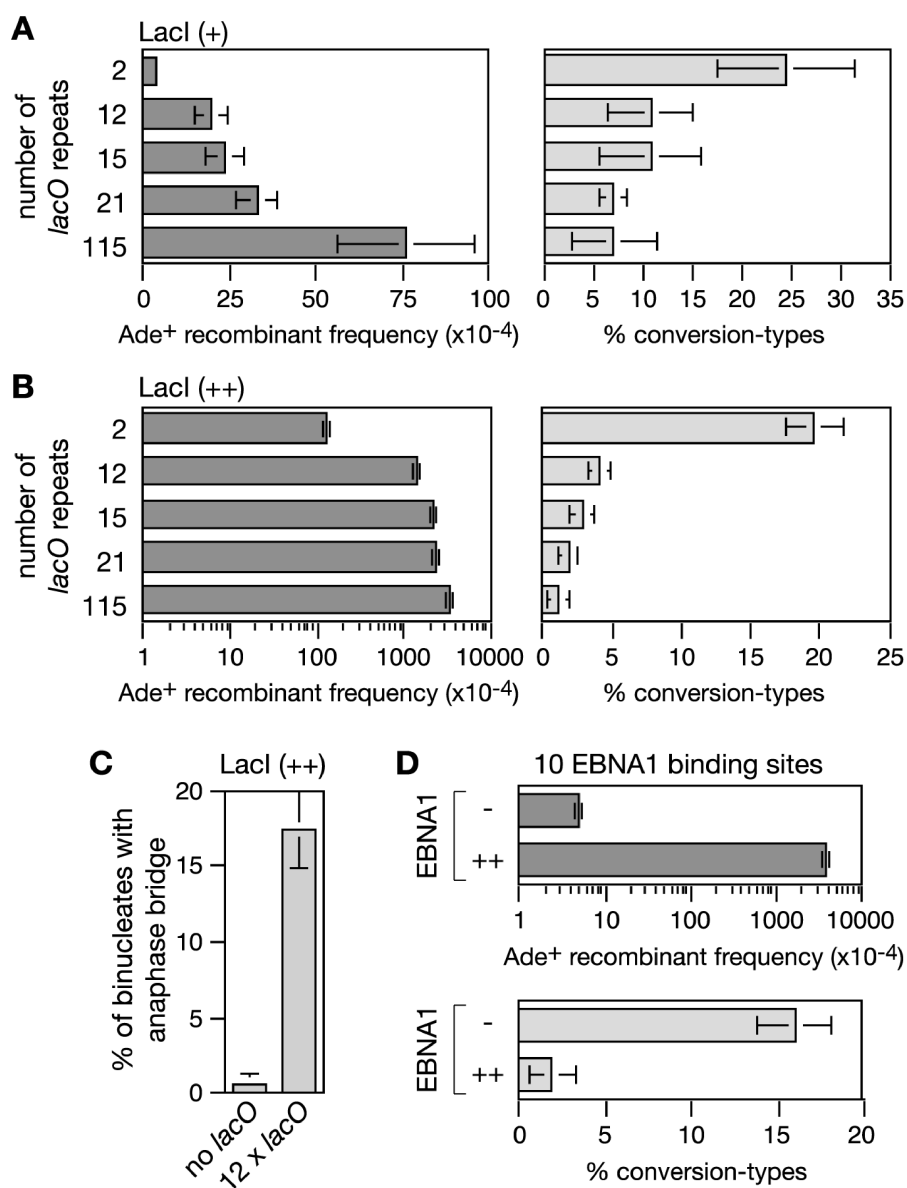 A
LacI (+)
number of
lacO repeats
2
12
15
21
115
0 25 50 75 100
Ade+ recombinant frequency (x10-4)
0 5 10 15 20 25 30 35
% conversion-types
B
LacI (++)
number of
lacO repeats
2
12
15
21
115
1 10 100 1000 10000
Ade+ recombinant frequency (x10-4)
0 5 10 15 20 25
% conversion-types
C
LacI (++)
% of binucleates with
anaphase bridge
20
15
10
5
0
no lacO
12 x lacO
D
10 EBNA1 binding sites
EBNA1
-
++
1 10 100 1000 10000
Ade+ recombinant frequency (x10-4)
EBNA1
-
++
0 5 10 15 20
% conversion-types